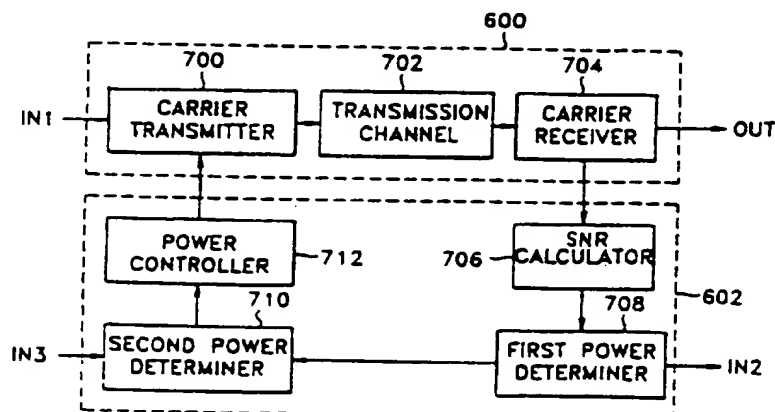 600
700
702
704
IN1
CARRIER
TRANSMITTER
TRANSMISSION
CHANNEL
CARRIER
RECEIVER
OUT
POWER
CONTROLLER
712
706
SNR
CALCULATOR
602
710
708
IN3
SECOND POWER
DETERMINER
FIRST POWER
DETERMINER
IN2